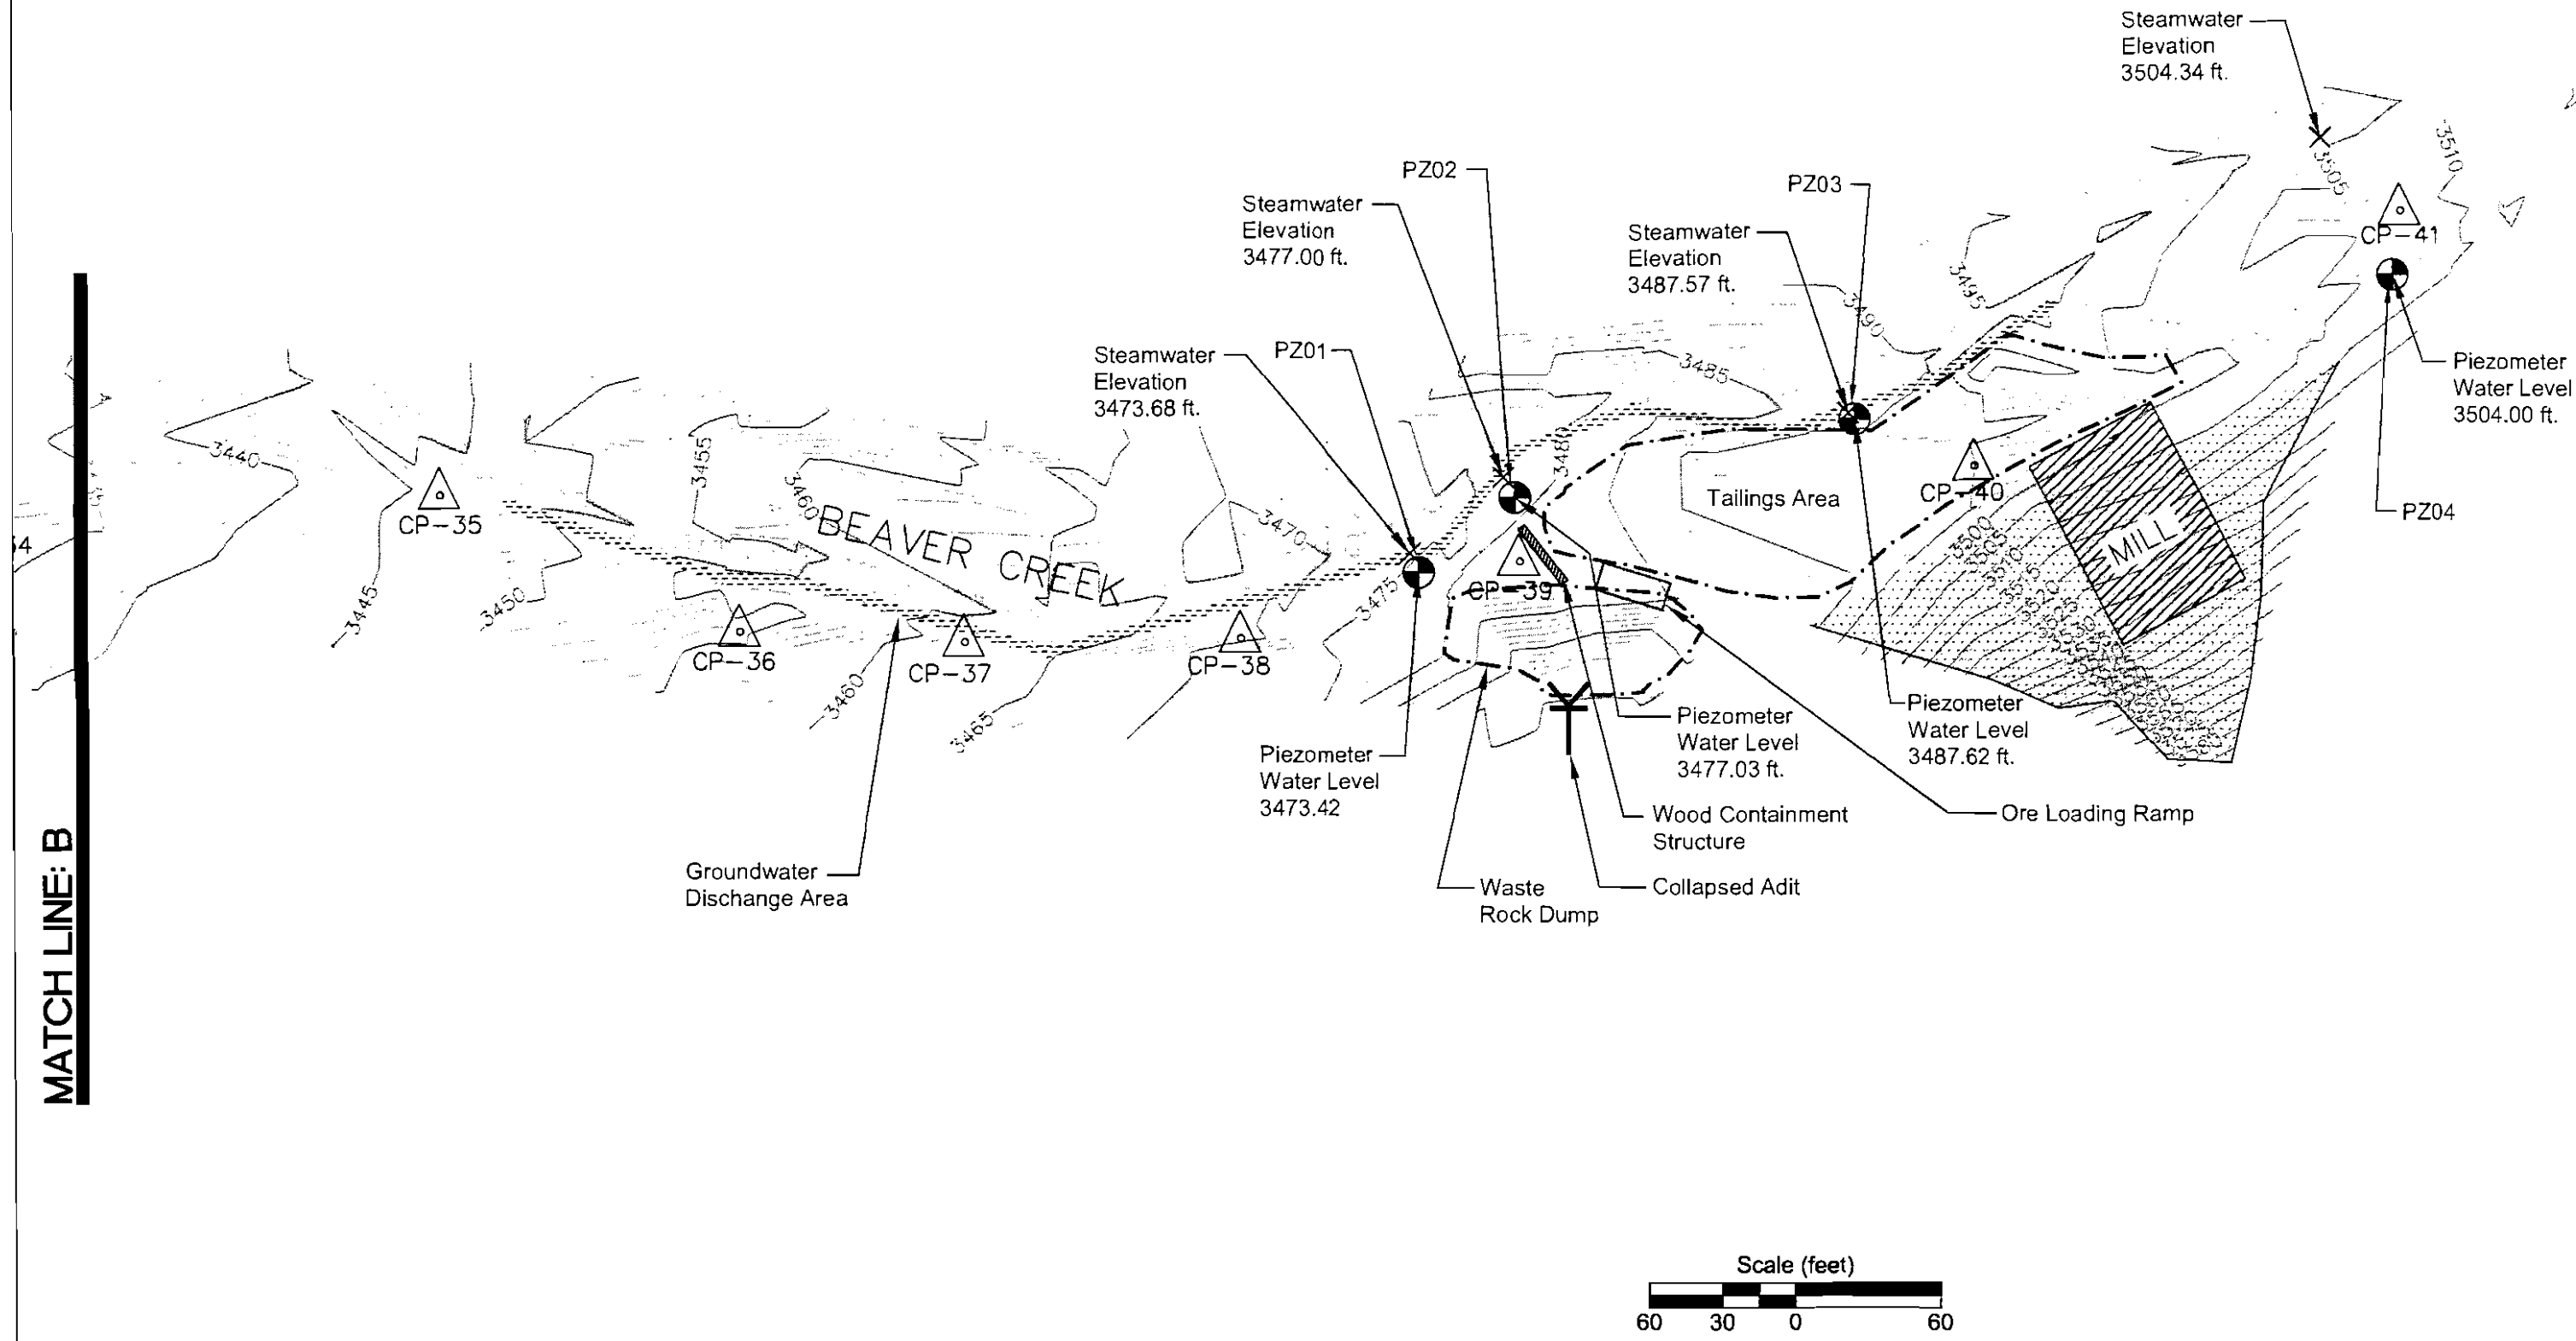 Steamwater
Elevation
3504.34 ft.
3510
3505
PZ02
PZ03
Steamwater
Elevation
3477.00 ft.
Steamwater
Elevation
3487.57 ft.
CP-41
3495
3490
Steamwater
Elevation
3473.68 ft.
PZ01
3485
Piezometer
Water Level
3504.00 ft.
3440
3455
3460
CP-35
BEAVER CREEK
3470
Tailings Area
CP-40
PZ04
3500
3505
MILL
3445
3450
3475
CP-39
CP-36
CP-37
CP-38
3460
3465
Piezometer
Water Level
3473.42
Piezometer
Water Level
3477.03 ft.
Piezometer
Water Level
3487.62 ft.
Wood Containment
Structure
Ore Loading Ramp
Groundwater
Discharge Area
Waste
Rock Dump
Collapsed Adit
MATCH LINE: B
Scale (feet)
60 30 0 60